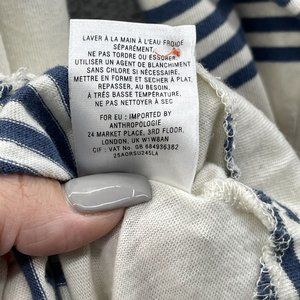 LAVER À LA MAIN À L'EAU FROIDE
SÉPARÉMENT.
NE PAS TORDRE OU ESSORER.
UTILISER UN AGENT DE BLANCHIMENT
SANS CHLORE SI NÉCESSAIRE.
METTRE EN FORME ET SÉCHER À PLAT,
REPASSER, AU BESOIN,
À TRÈS BASSE TEMPÉRATURE.
NE PAS NETTOYER À SEC
FOR EU : IMPORTED BY
ANTHROPOLOGIE
24 MARKET PLACE, 3RD FLOOR,
LONDON, UK W1W8AN
CIF : VAT No. GB 684936382
25AORSU245LA